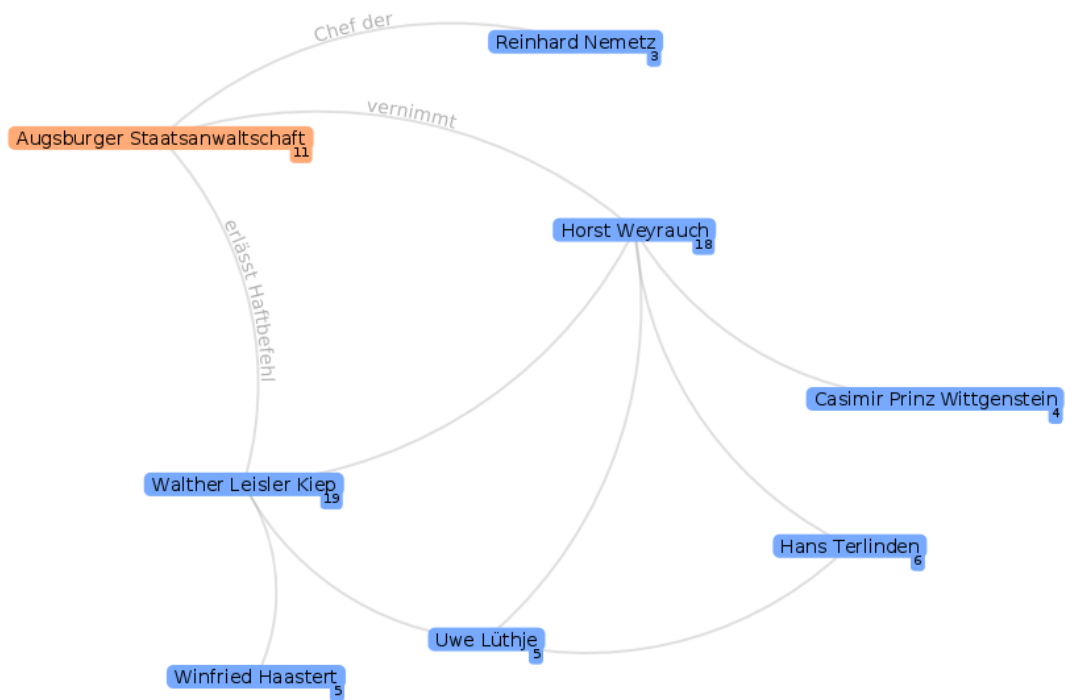 Chef der
Reinhard Nemetz
3
vernimmt
Augsburger Staatsanwaltschaft
11
Horst Weyrauch
18
erlässt Haftbefehl
Casimir Prinz Wittgenstein
4
Walther Leisler Kiep
19
Hans Terlinden
6
Uwe Lüthje
5
Winfried Haastert
5